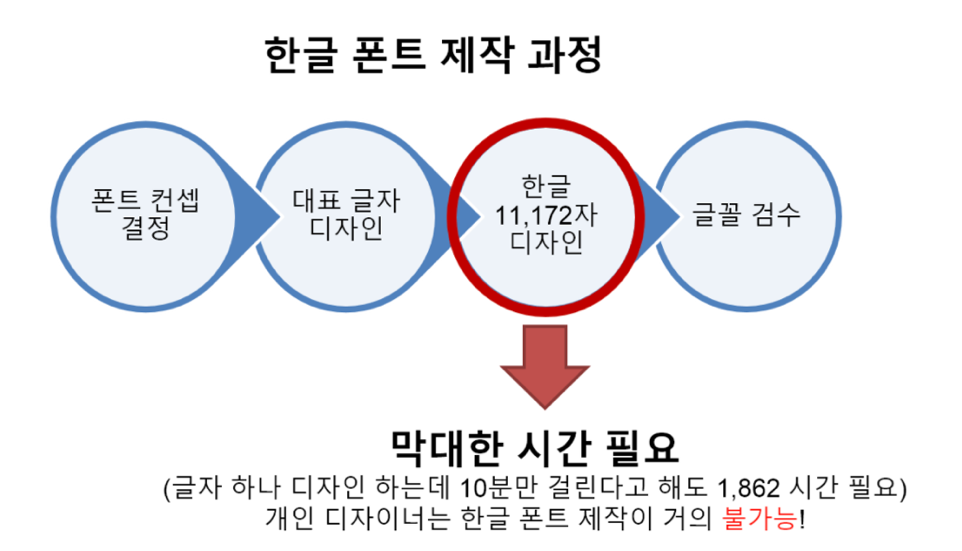 한글 폰트 제작 과정
폰트 컨셉
결정
대표 글자
디자인
한글
11,172자
디자인
글꼴 검수
막대한 시간 필요
(글자 하나 디자인 하는데 10분만 걸린다고 해도 1,862 시간 필요)
개인 디자이너는 한글 폰트 제작이 거의 불가능!